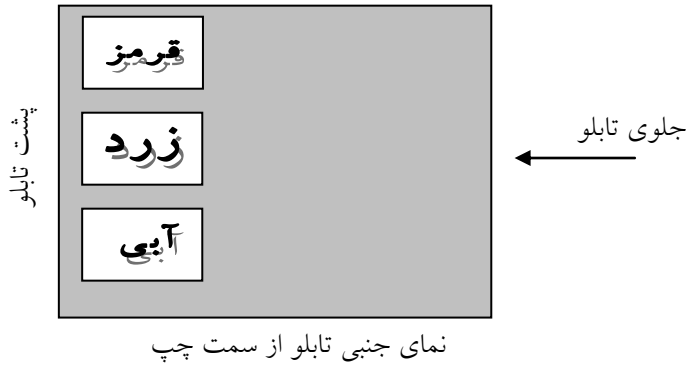 قرمز
زرد
آبی
پشت تابلو
جلوی تابلو
نمای جنبی تابلو از سمت چپ